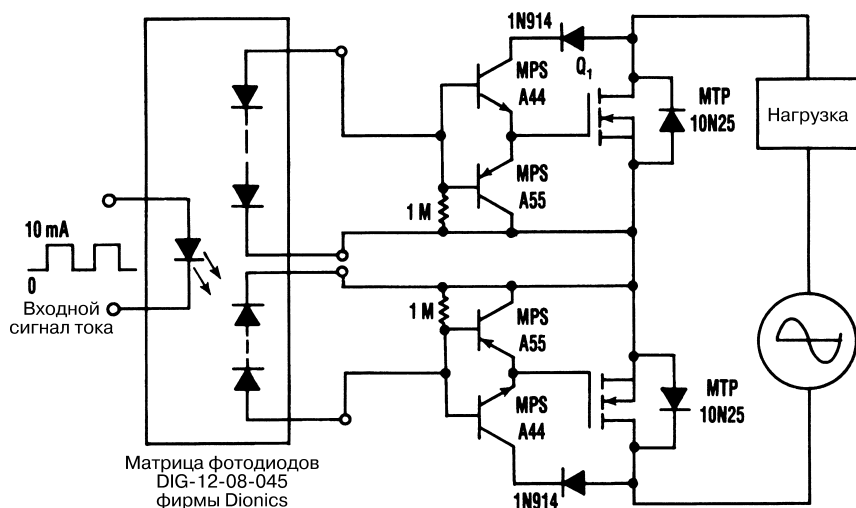 1N914
MPS
A44
Q1
MTP
10N25
Нагрузка
MPS
A55
1 M
10 mA
0
Входной
сигнал тока
1 M
MPS
A55
MPS
A44
MTP
10N25
1N914
Матрица фотодиодов
DIG-12-08-045
фирмы Dionics